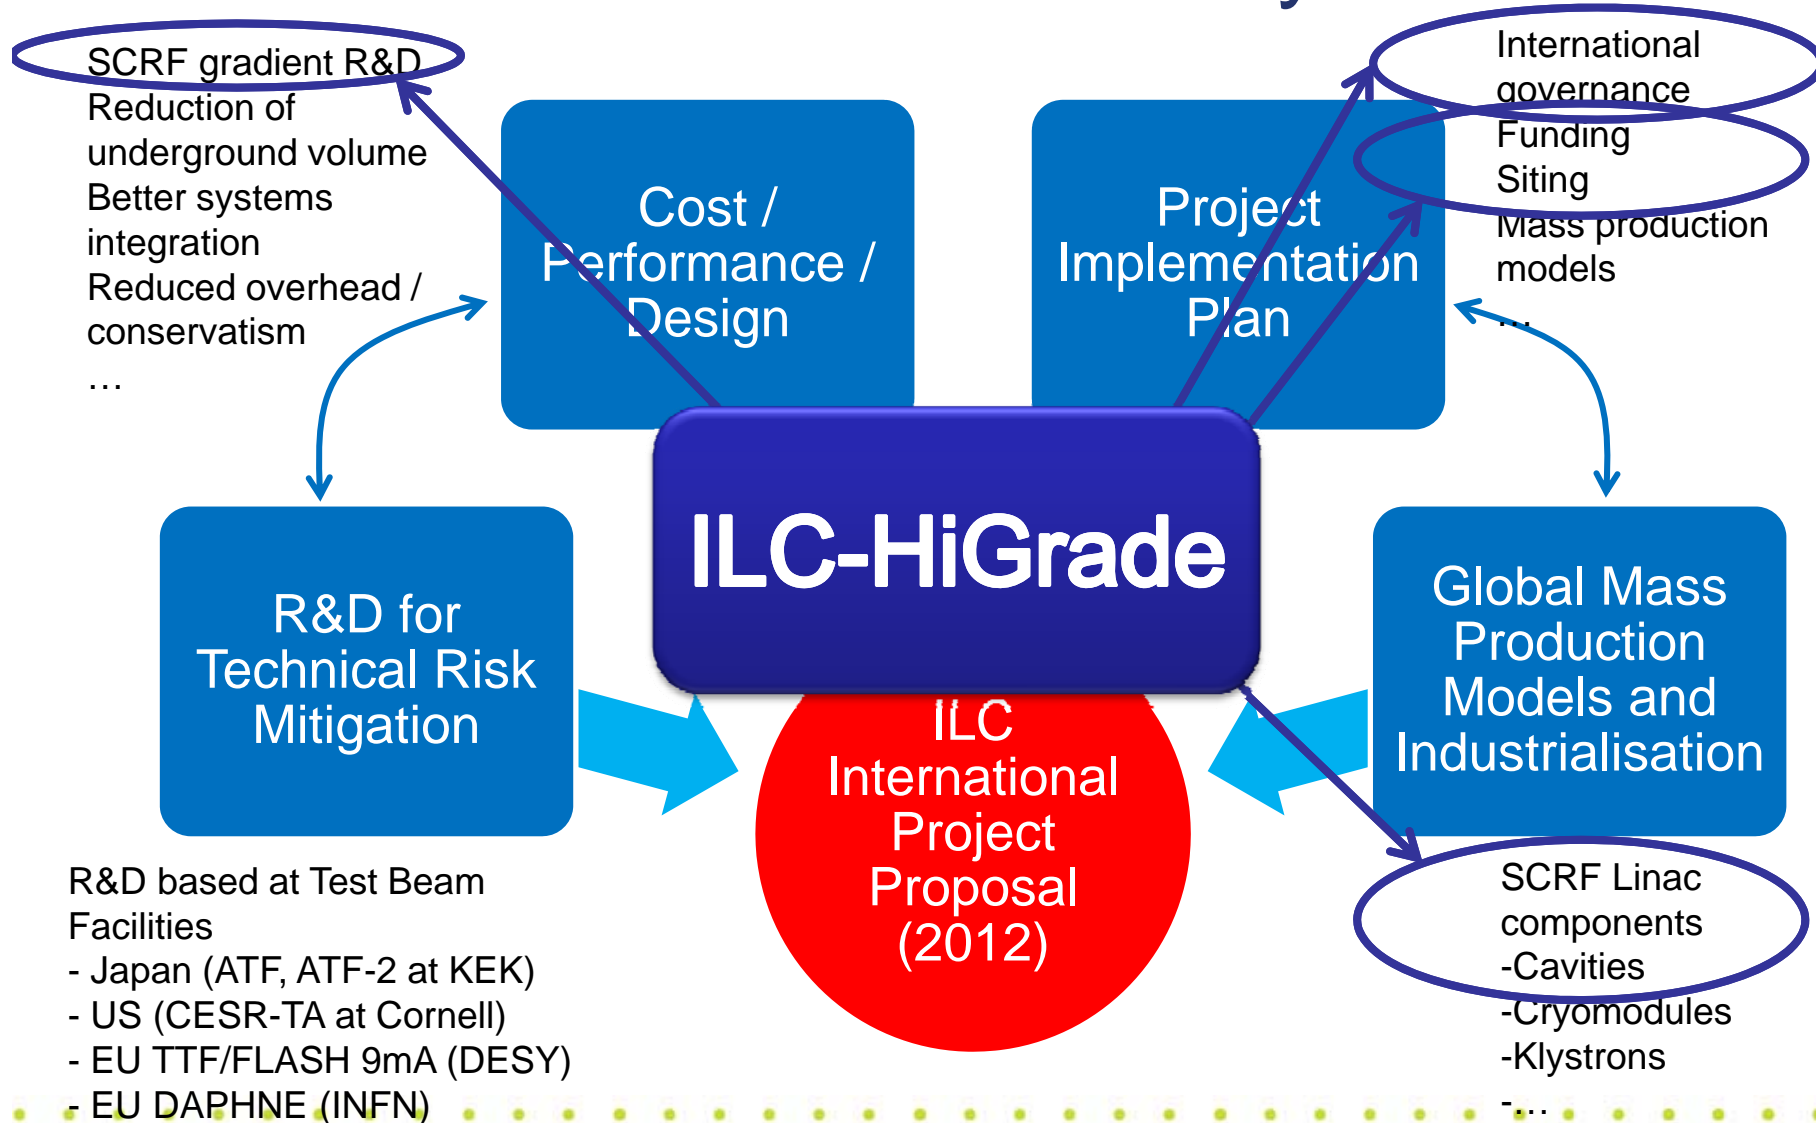 SCRF gradient R&D
Reduction of
underground volume
Better systems
integration
Reduced overhead /
conservatism
…
Cost /
Performance /
Design
Project
Implementation
Plan
International
governance
Funding
Siting
Mass production
models
…
ILC-HiGrade
R&D for
Technical Risk
Mitigation
Global Mass
Production
Models and
Industrialisation
ILC
International
Project
Proposal
(2012)
R&D based at Test Beam
Facilities
- Japan (ATF, ATF-2 at KEK)
- US (CESR-TA at Cornell)
- EU TTF/FLASH 9mA (DESY)
- EU DAPHNE (INFN)
SCRF Linac
components
-Cavities
-Cryomodules
-Klystrons
-…